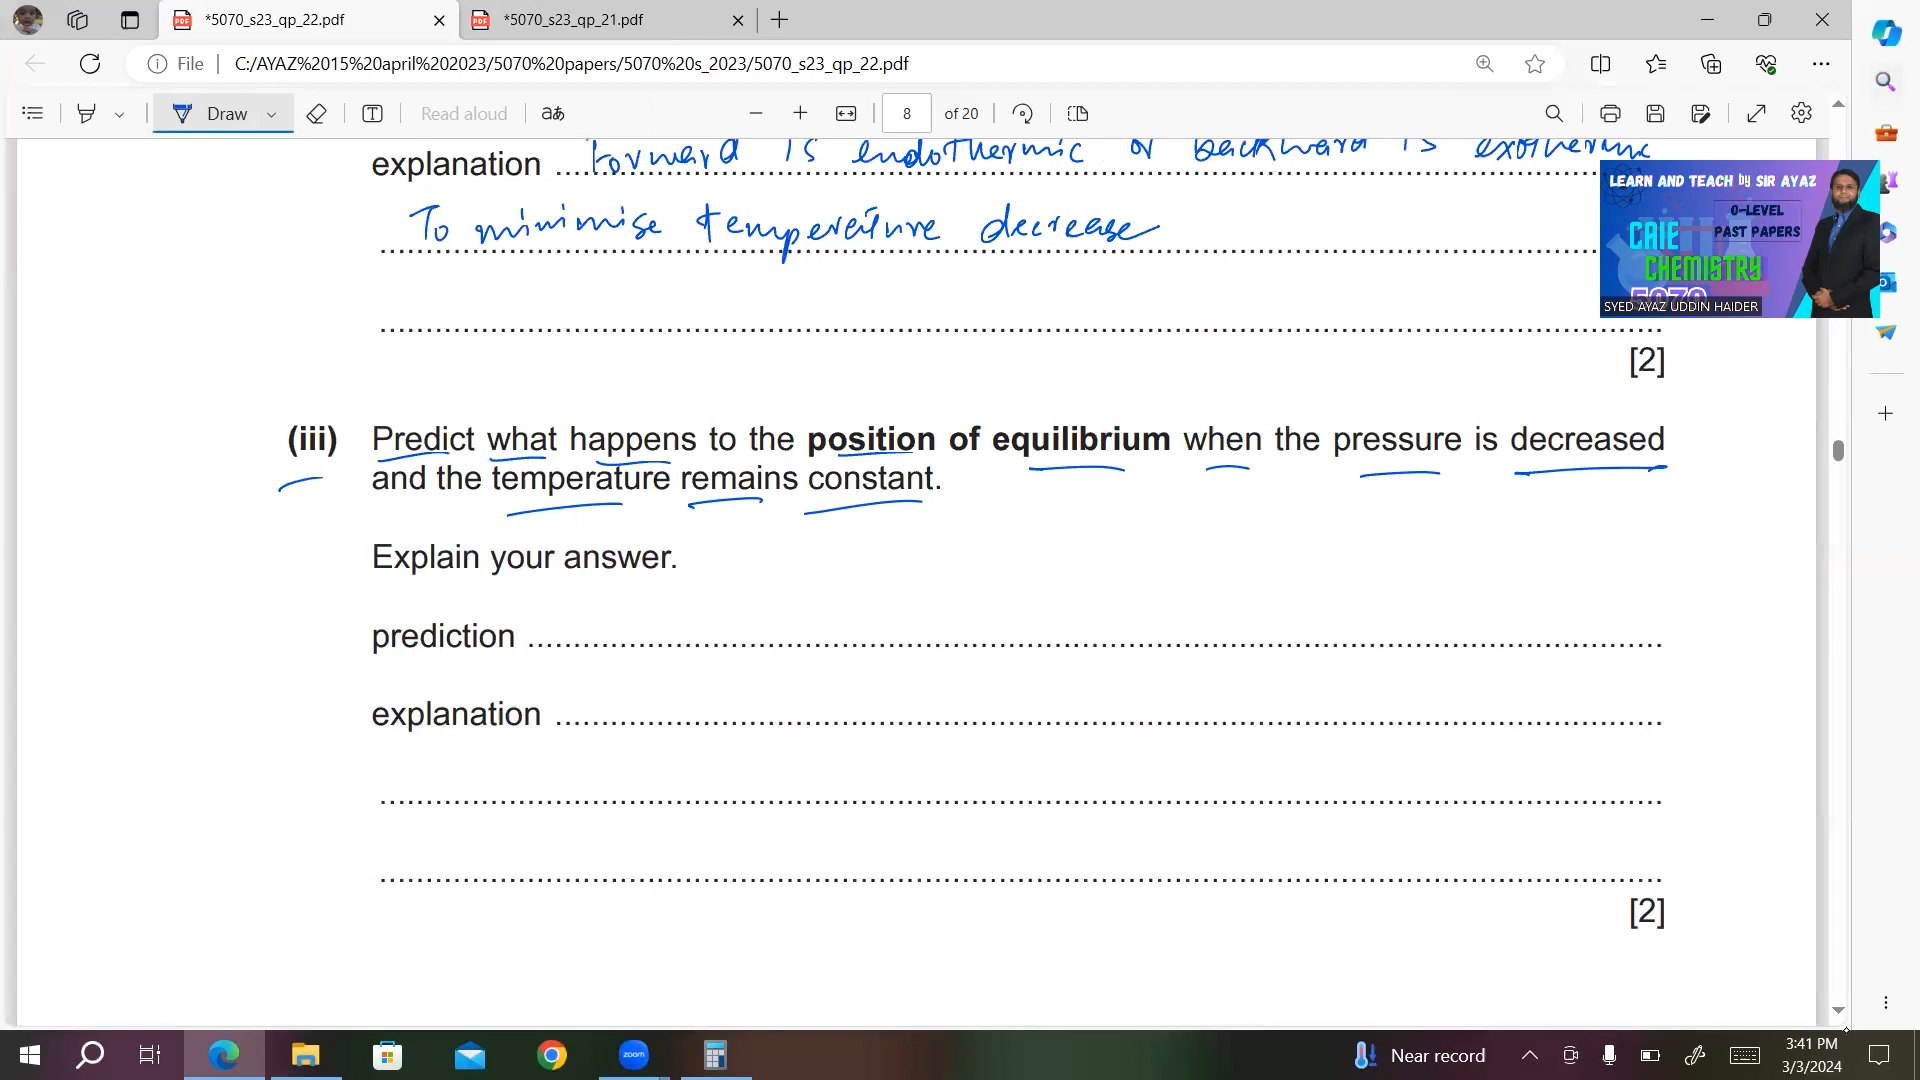 *5070_s23_qp_22.pdf
*5070_s23_qp_21.pdf
File
C:/AYAZ%2015%20april%202023/5070%20papers/5070%20s_2023/5070_s23_qp_22.pdf
Draw
Read aloud
aあ
8 of 20
explanation Forward is endothermic or backward is exothermic
To minimise temperature decrease
[2]
LEARN AND TEACH by SIR AYAZ
O-LEVEL
PAST PAPERS
CAIE
CHEMISTRY
5070
SYED AYAZ UDDIN HAIDER
(iii) Predict what happens to the position of equilibrium when the pressure is decreased
and the temperature remains constant.
Explain your answer.
prediction
explanation
[2]
zoom
Near record
3:41 PM
3/3/2024